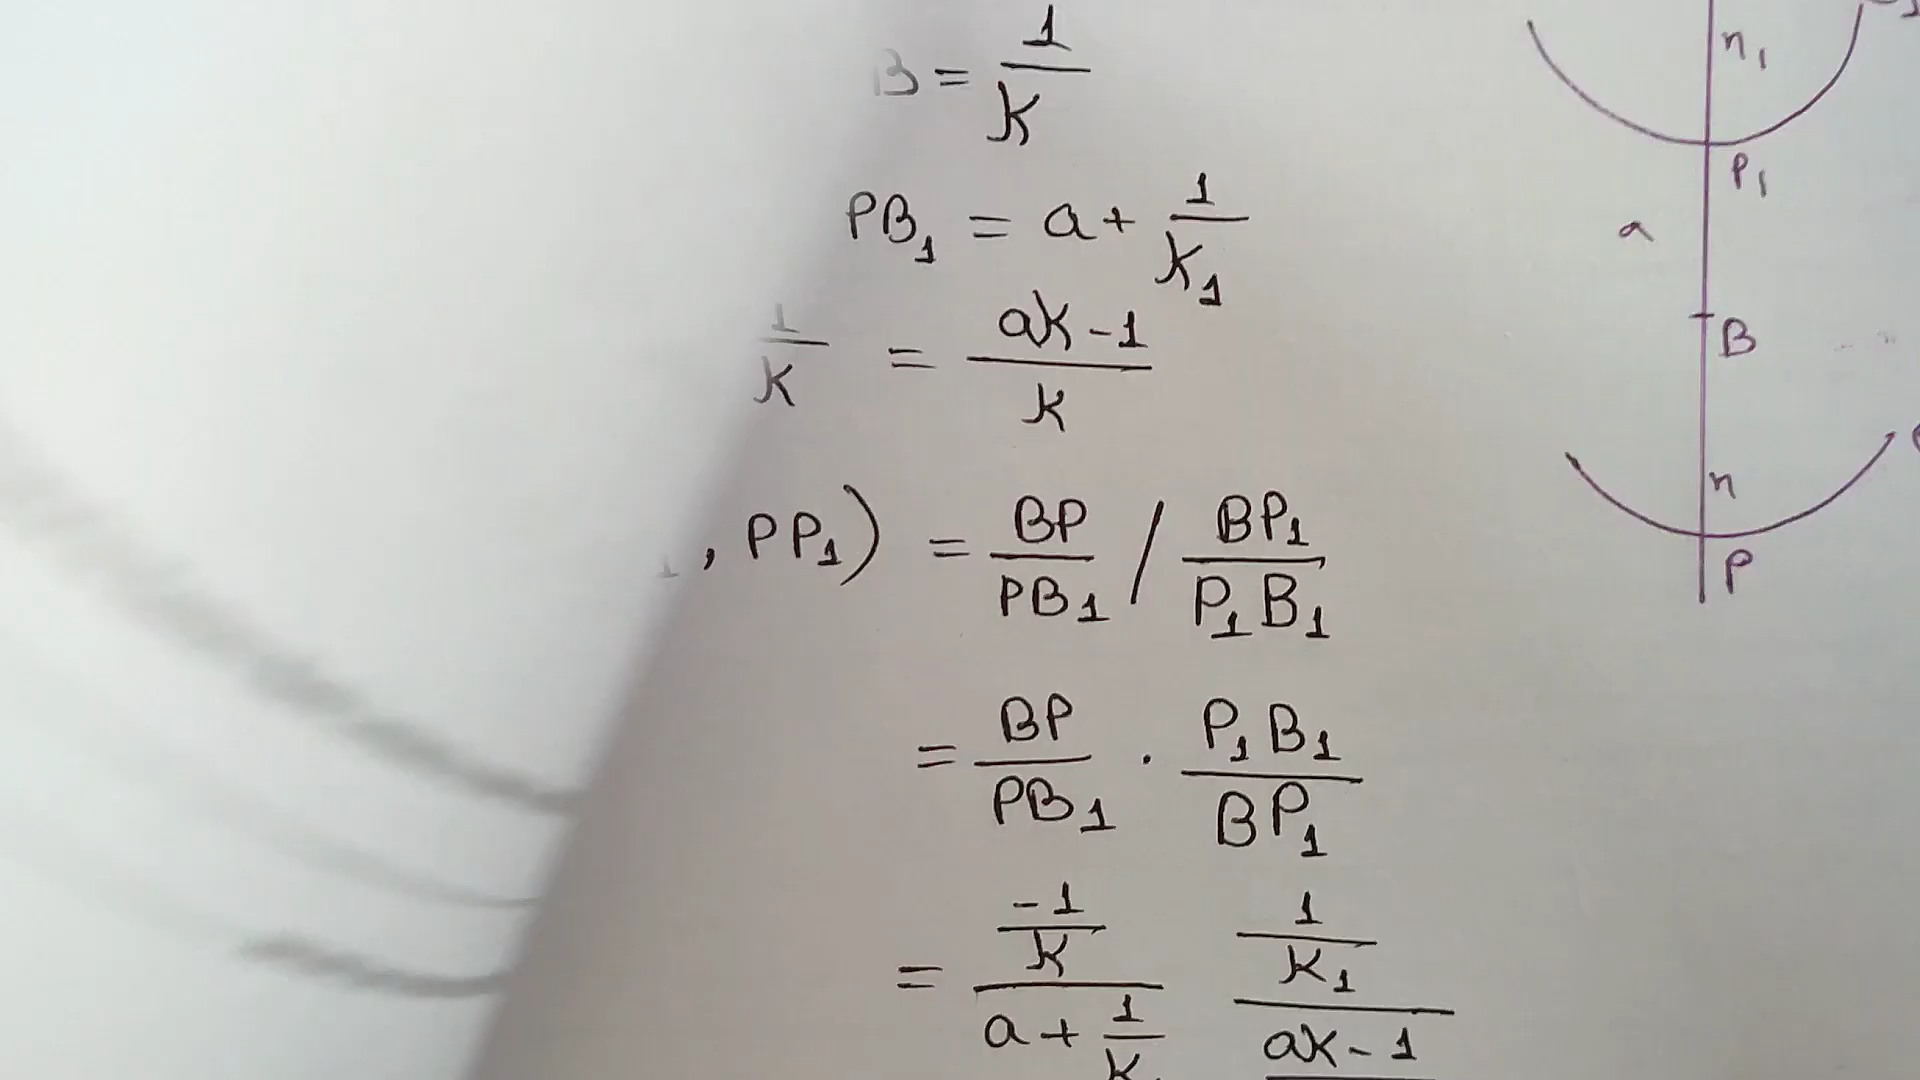 B = 1/K
PB₁ = a + 1/K₁
1/K = (aK - 1)/K
, PP₁) = BP/PB₁ / BP₁/P₁B₁
= BP/PB₁ . P₁B₁/BP₁
= (-1/K)/(a + 1/K (1/K₁)/(aK - 1
n₁
P₁
a
B
n
P